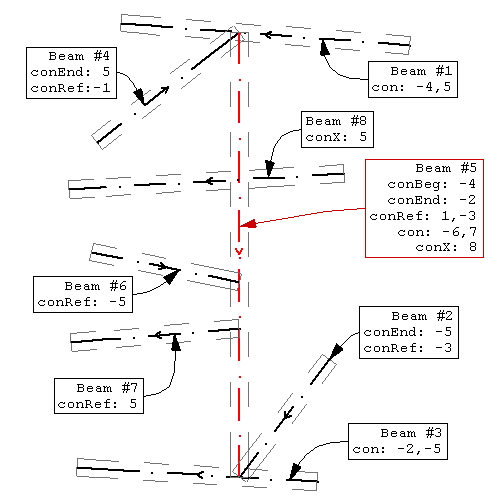 Beam #4
conEnd: 5
conRef:-1
Beam #1
con: -4,5
Beam #8
conX: 5
Beam #5
conBeg: -4
conEnd: -2
conRef: 1,-3
con: -6,7
conX: 8
Beam #6
conRef: -5
Beam #2
conEnd: -5
conRef: -3
Beam #7
conRef: 5
Beam #3
con: -2,-5